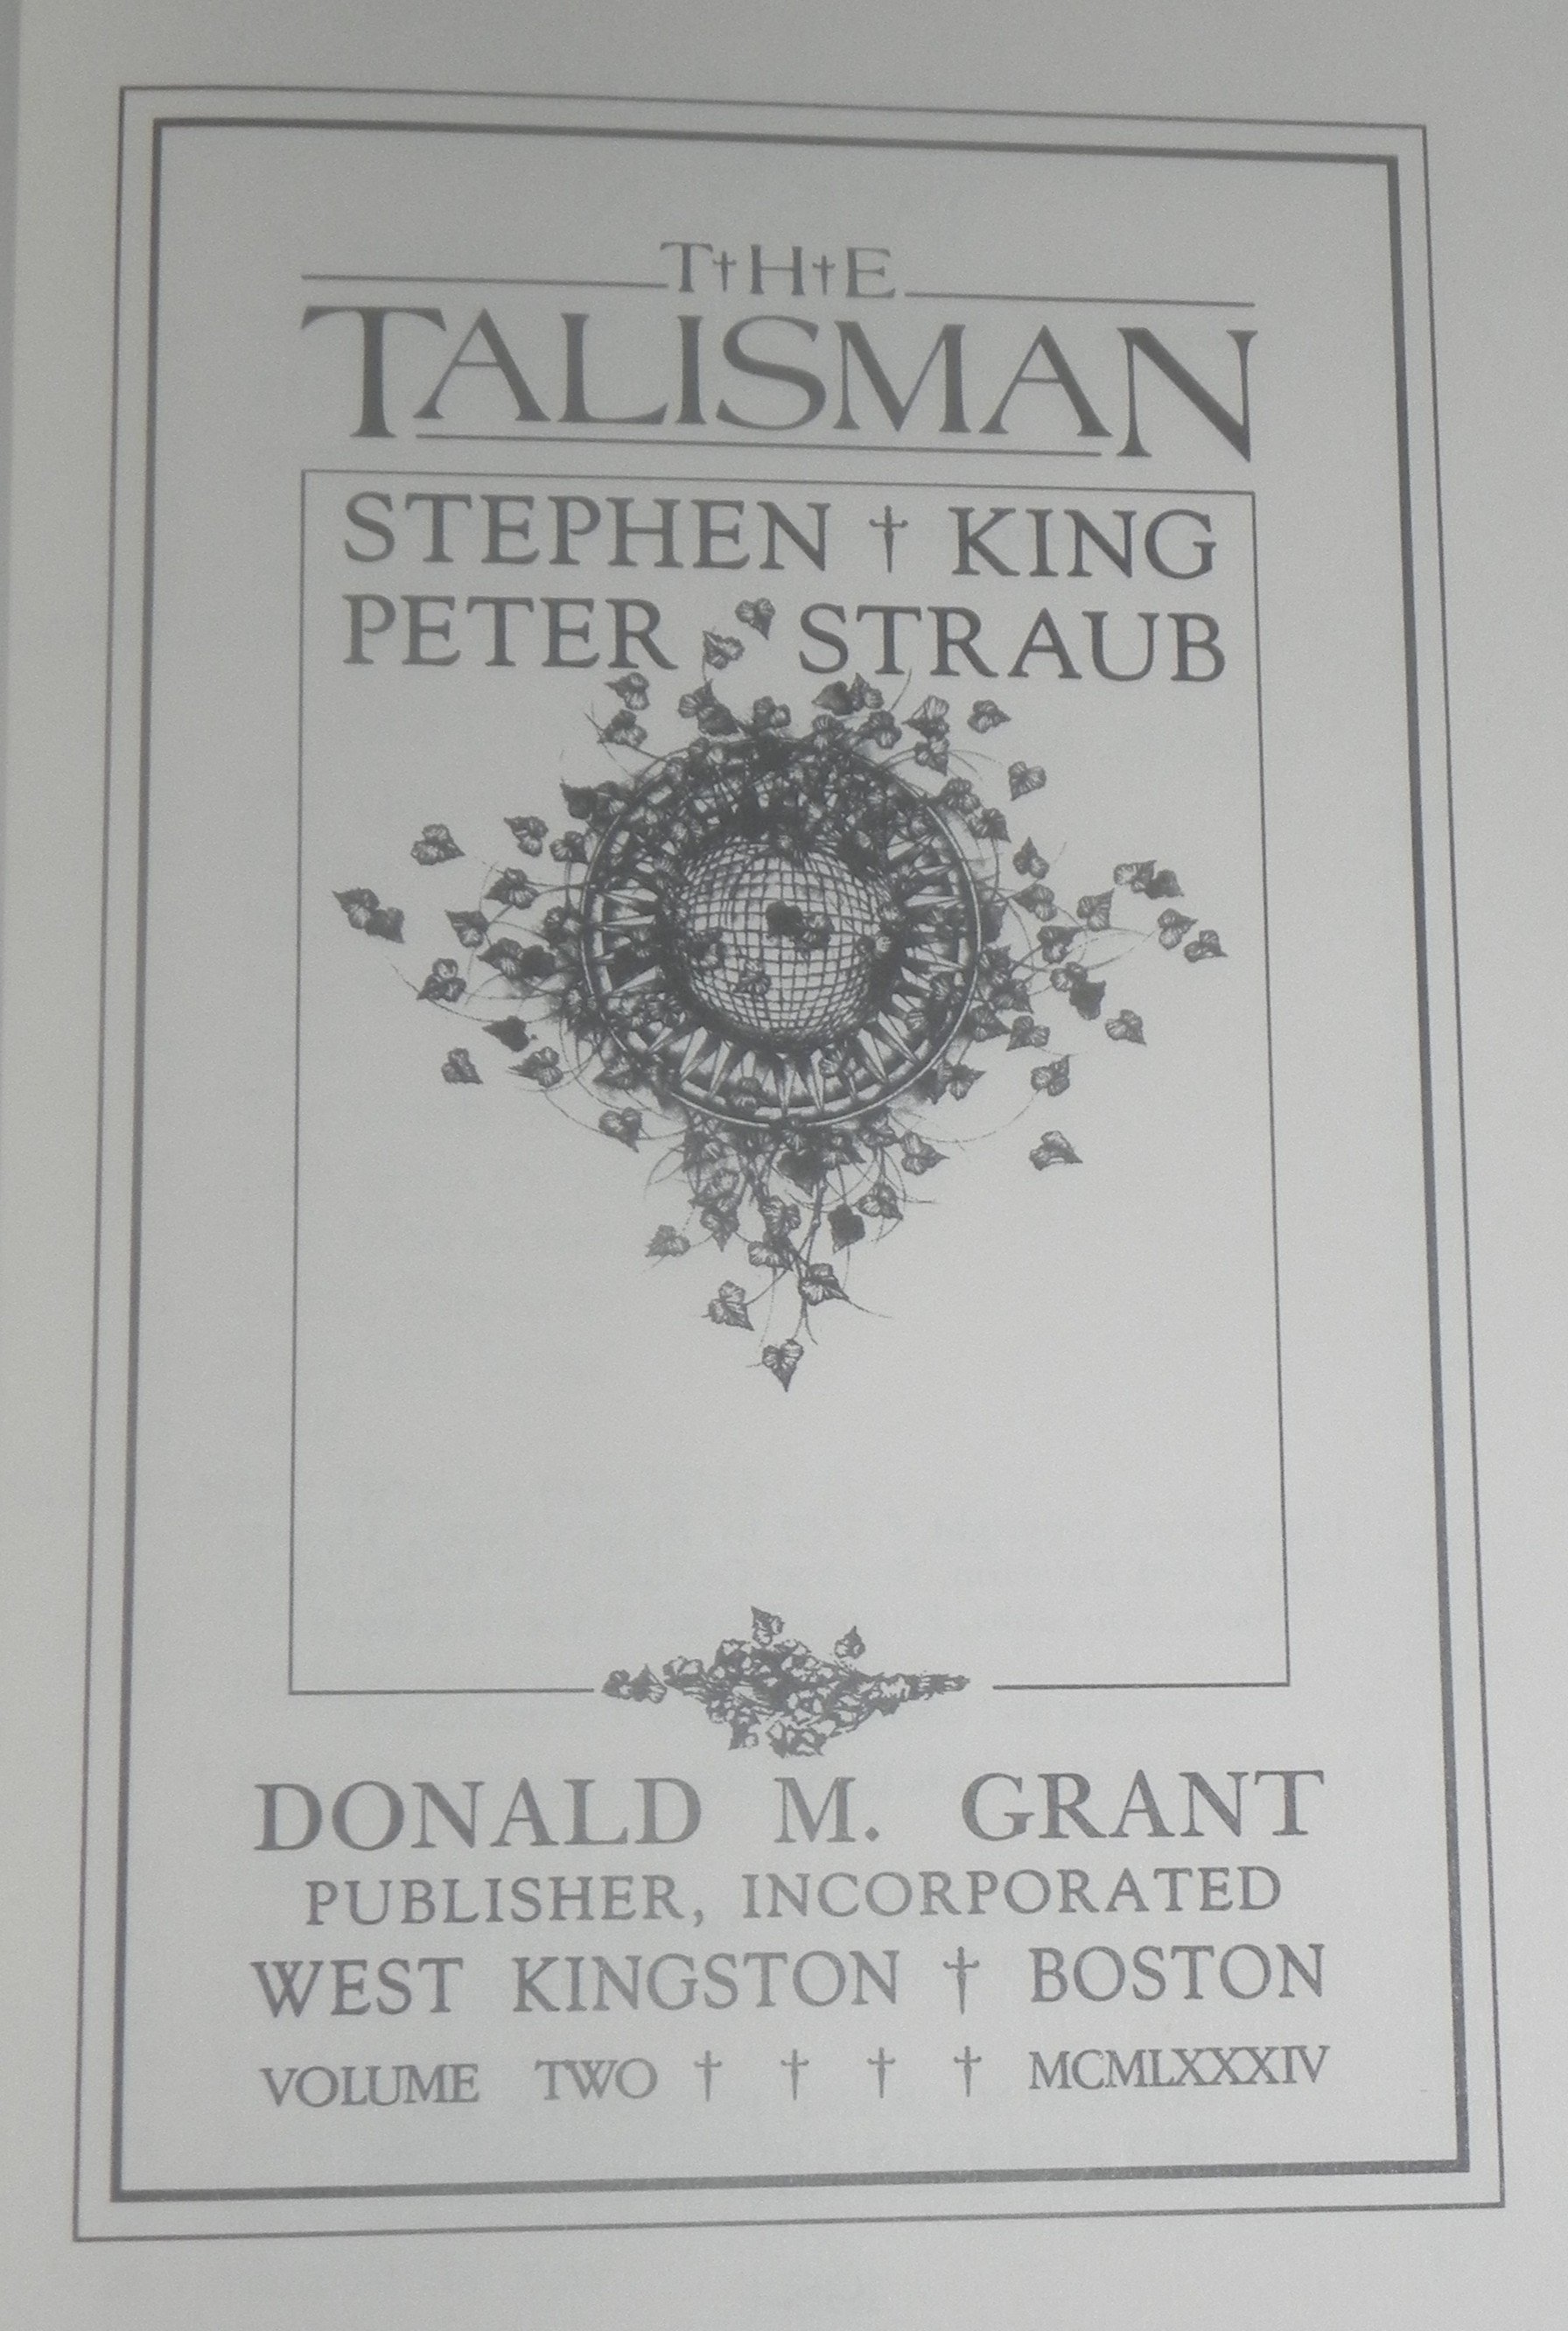 T†H†E
TALISMAN
STEPHEN † KING
PETER STRAUB
DONALD M. GRANT
PUBLISHER, INCORPORATED
WEST KINGSTON † BOSTON
VOLUME TWO † † † † MCMLXXXIV